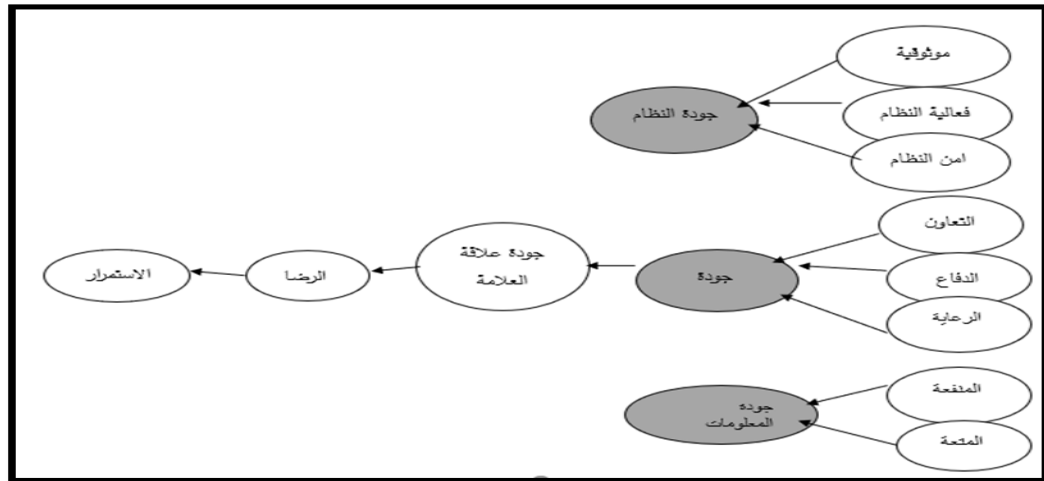 موثوقية
فعالية النظام
امن النظام
جودة النظام
التعاون
الدفاع
الرعاية
جودة
جودة علاقة
العلامة
الرضا
الاستمرار
المنفعة
المتعة
جودة
المعلومات